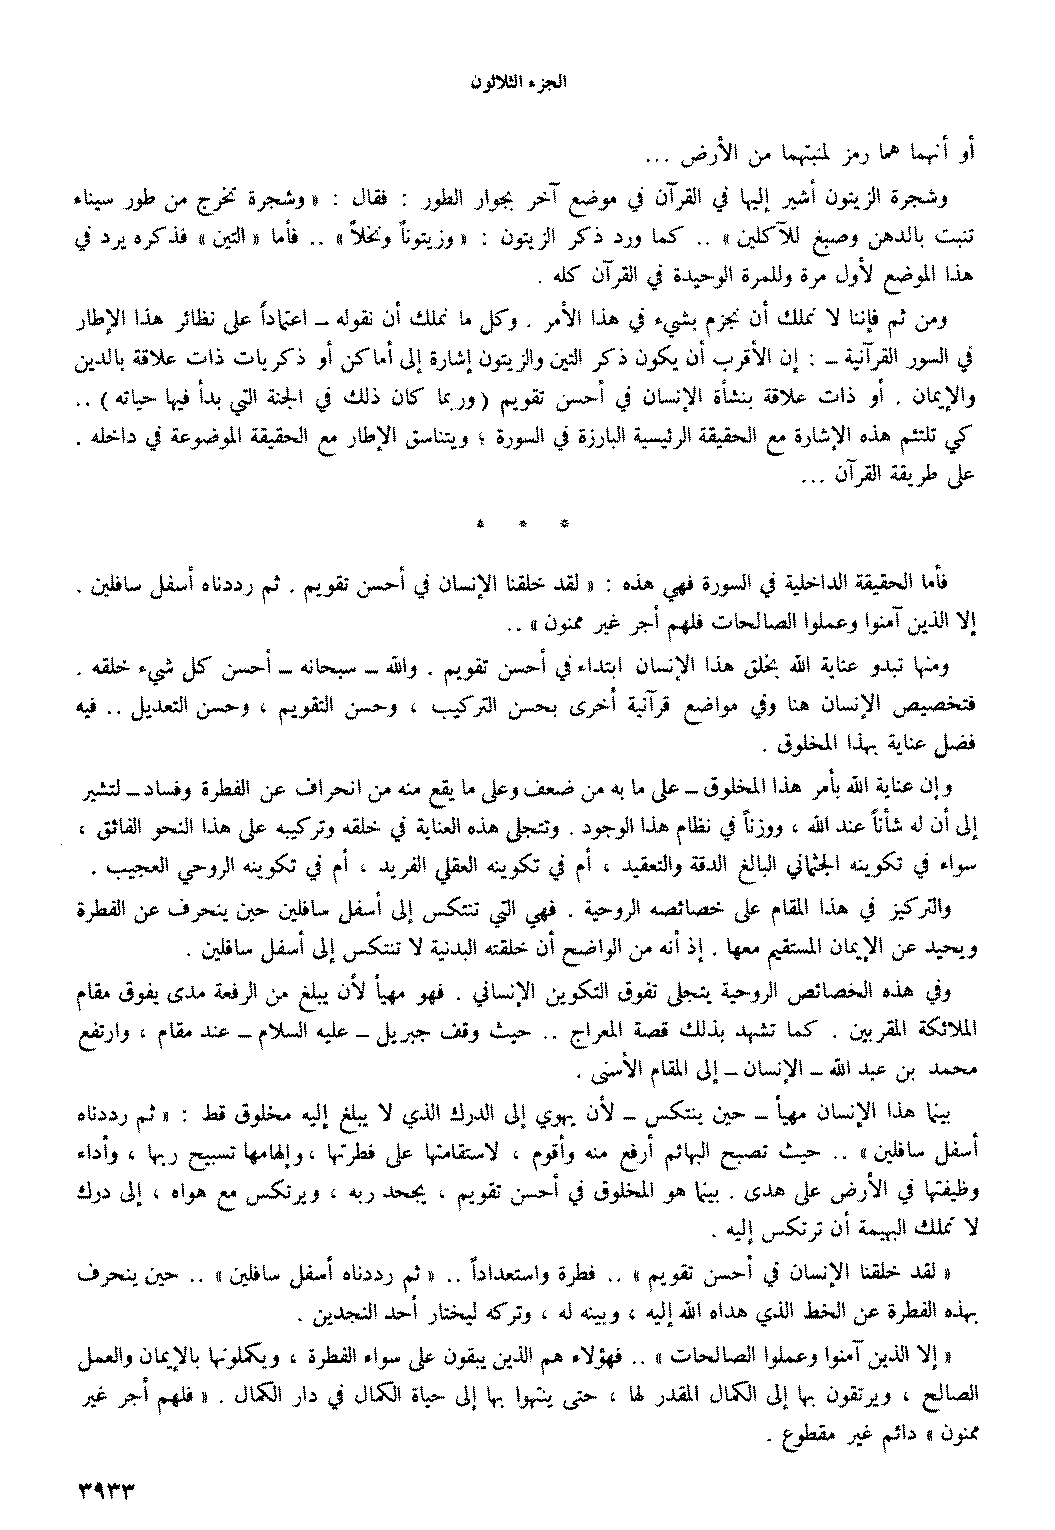 الجزء الثلاثون
أو أنهما هما رمز لمنبتهما من الأرض ...
وشجرة الزيتون أشير إليها في القرآن في موضع آخر بجوار الطور : فقال : « وشجرة تخرج من طور سيناء
تنبت بالدهن وصبغ للآكلين » .. كما ورد ذكر الزيتون : « وزيتوناً ونخلاً » .. فأما « التين » فذكره يرد في
هذا الموضع لأول مرة وللمرة الوحيدة في القرآن كله .
ومن ثم فإننا لا نملك أن نجزم بشيء في هذا الأمر . وكل ما نملك أن نقوله – اعتماداً على نظائر هذا الإطار
في السور القرآنية – : إن الأقرب أن يكون ذكر التين والزيتون إشارة إلى أماكن أو ذكريات ذات علاقة بالدين
والإيمان . أو ذات علاقة بنشأة الإنسان في أحسن تقويم ( وربما كان ذلك في الجنة التي بدأ فيها حياته ) ..
كي تلتئم هذه الإشارة مع الحقيقة الرئيسية البارزة في السورة ؛ ويتناسق الإطار مع الحقيقة الموضوعة في داخله .
على طريقة القرآن ...
* * *
فأما الحقيقة الداخلية في السورة فهي هذه : « لقد خلقنا الإنسان في أحسن تقويم . ثم رددناه أسفل سافلين .
إلا الذين آمنوا وعملوا الصالحات فلهم أجر غير ممنون » ..
ومنها تبدو عناية الله بخلق هذا الإنسان ابتداء في أحسن تقويم . والله – سبحانه – أحسن كل شيء خلقه .
فتخصيص الإنسان هنا وفي مواضع قرآنية أخرى بحسن التركيب ، وحسن التقويم ، وحسن التعديل .. فيه
فضل عناية بهذا المخلوق .
وإن عناية الله بأمر هذا المخلوق – على ما به من ضعف وعلى ما يقع منه من انحراف عن الفطرة وفساد – لتشير
إلى أن له شأناً عند الله ، ووزناً في نظام هذا الوجود . وتتجلى هذه العناية في خلقه وتركيبه على هذا النحو الفائق ،
سواء في تكوينه الجثماني البالغ الدقة والتعقيد ، أم في تكوينه العقلي الفريد ، أم في تكوينه الروحي العجيب .
والتركيز في هذا المقام على خصائصه الروحية . فهي التي تنتكس إلى أسفل سافلين حين ينحرف عن الفطرة
ويحيد عن الإيمان المستقيم معها . إذ أنه من الواضح أن خلقته البدنية لا تنتكس إلى أسفل سافلين .
وفي هذه الخصائص الروحية يتجلى تفوق التكوين الإنساني . فهو مهيأ لأن يبلغ من الرفعة مدى يفوق مقام
الملائكة المقربين . كما تشهد بذلك قصة المعراج .. حيث وقف جبريل – عليه السلام – عند مقام ، وارتفع
محمد بن عبد الله – الإنسان – إلى المقام الأسنى .
بينما هذا الإنسان مهيأ – حين ينتكس – لأن يهوي إلى الدرك الذي لا يبلغ إليه مخلوق قط : « ثم رددناه
أسفل سافلين » .. حيث تصبح البهائم أرفع منه وأقوم ، لاستقامتها على فطرتها ، وإلهامها تسبيح ربها ، وأداء
وظيفتها في الأرض على هدى . بينما هو المخلوق في أحسن تقويم ، يجحد ربه ، ويرتكس مع هواه ، إلى درك
لا تملك البهيمة أن ترتكس إليه .
« لقد خلقنا الإنسان في أحسن تقويم » .. فطرة واستعداداً .. « ثم رددناه أسفل سافلين » .. حين ينحرف
بهذه الفطرة عن الخط الذي هداه الله إليه ، وبينه له ، وتركه ليختار أحد النجدين .
« إلا الذين آمنوا وعملوا الصالحات » .. فهؤلاء هم الذين يبقون على سواء الفطرة ، ويكملونها بالإيمان والعمل
الصالح ، ويرتقون بها إلى الكمال المقدر لها ، حتى ينتهوا بها إلى حياة الكمال في دار الكمال . « فلهم أجر غير
ممنون » دائم غير مقطوع .
٣٩٣٣